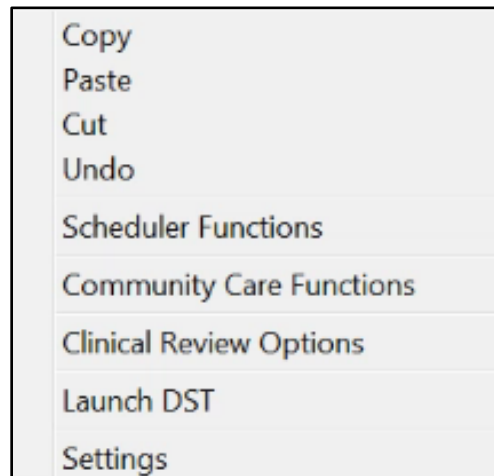 Copy
Paste
Cut
Undo
Scheduler Functions
Community Care Functions
Clinical Review Options
Launch DST
Settings